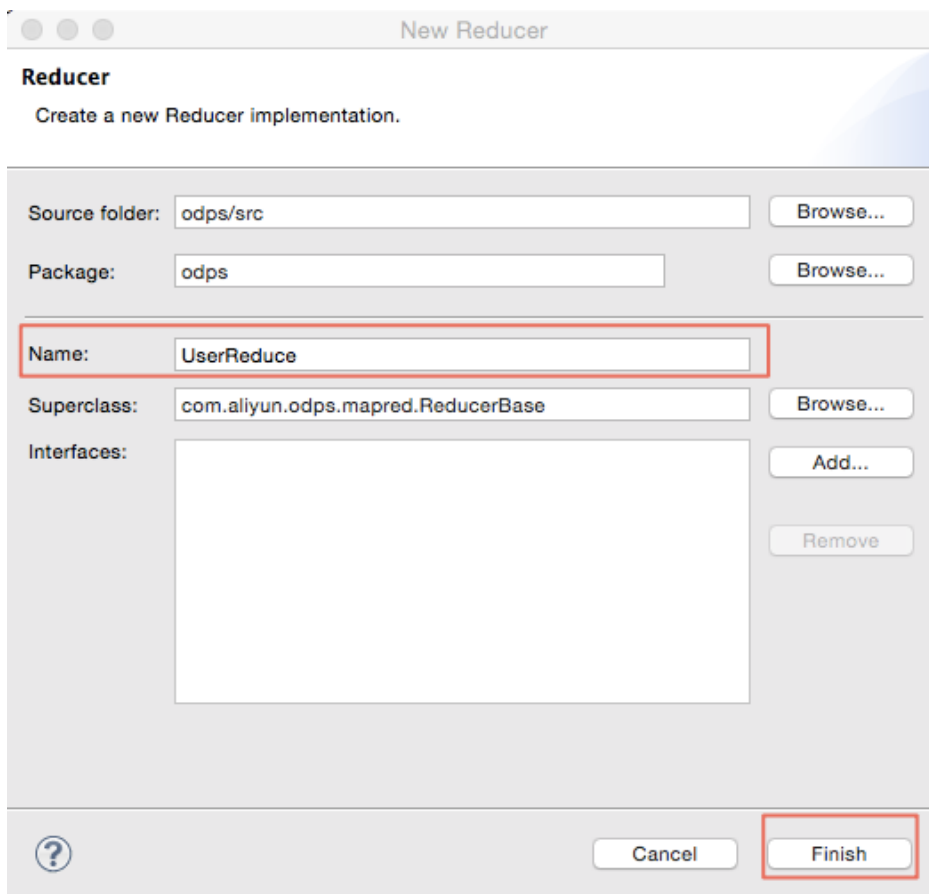 New Reducer
Reducer
Create a new Reducer implementation.
Source folder: odps/src Browse...
Package: odps Browse...
Name: UserReduce
Superclass: com.aliyun.odps.mapred.ReducerBase Browse...
Interfaces: Add...
Remove
? Cancel Finish